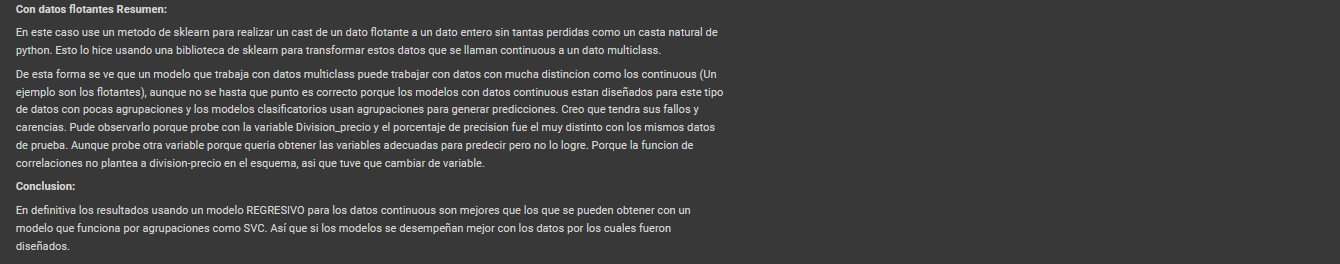 Con datos flotantes Resumen:
En este caso use un metodo de sklearn para realizar un cast de un dato flotante a un dato entero sin tantas perdidas como un casta natural de
python. Esto lo hice usando una biblioteca de sklearn para transformar estos datos que se llaman continuous a un dato multiclass.
De esta forma se ve que un modelo que trabaja con datos multiclass puede trabajar con datos con mucha distincion como los continuous (Un
ejemplo son los flotantes), aunque no se hasta que punto es correcto porque los modelos con datos continuous estan diseñados para este tipo
de datos con pocas agrupaciones y los modelos clasificatorios usan agrupaciones para generar predicciones. Creo que tendra sus fallos y
carencias. Pude observarlo porque probe con la variable Division_precio y el porcentaje de precision fue el muy distinto con los mismos datos
de prueba. Aunque probe otra variable porque queria obtener las variables adecuadas para predecir pero no lo logre. Porque la funcion de
correlaciones no plantea a division-precio en el esquema, asi que tuve que cambiar de variable.
Conclusion:
En definitiva los resultados usando un modelo REGRESIVO para los datos continuous son mejores que los que se pueden obtener con un
modelo que funciona por agrupaciones como SVC. Así que si los modelos se desempeñan mejor con los datos por los cuales fueron
diseñados.